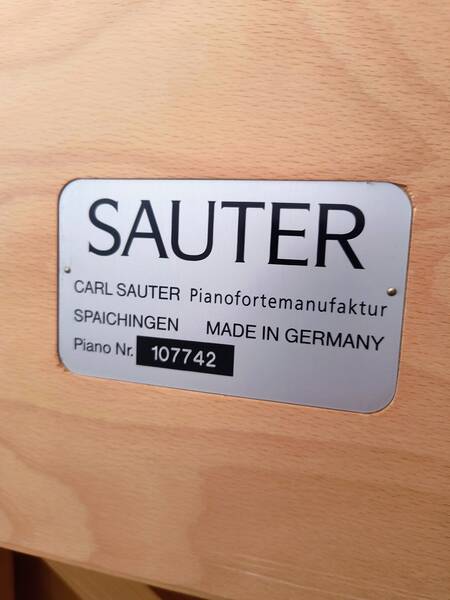 SAUTER
CARL SAUTER Pianofortemanufaktur
SPAICHINGEN MADE IN GERMANY
Piano Nr. 107742